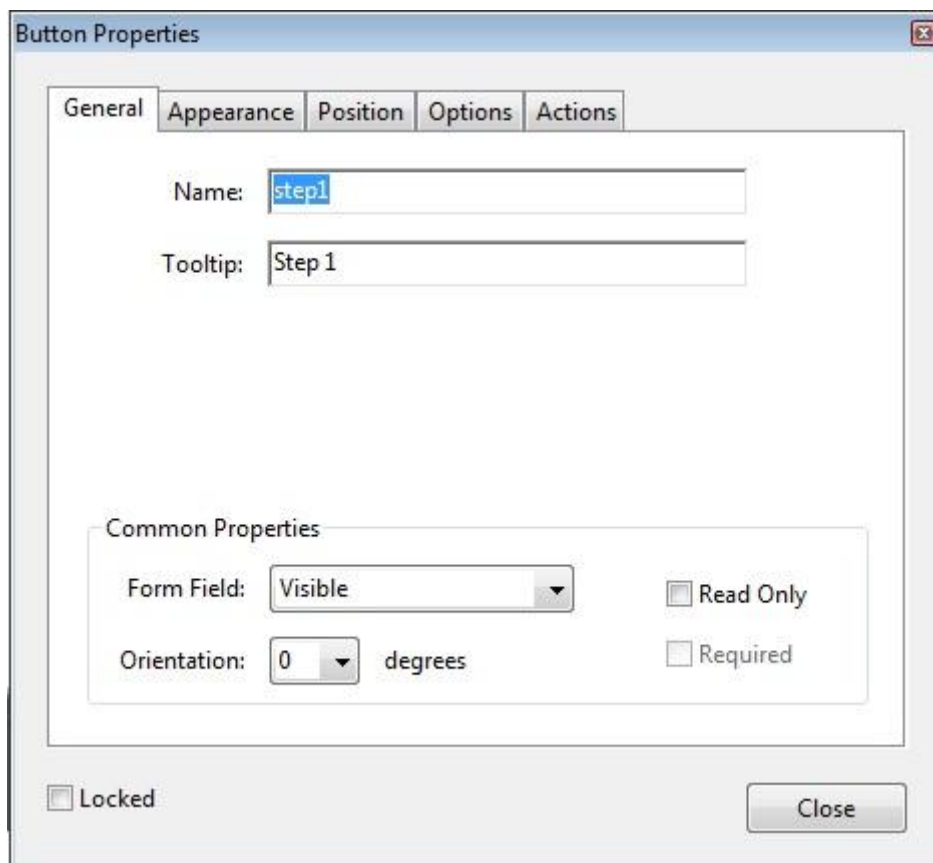 Button Properties
General Appearance Position Options Actions
Name: step1
Tooltip: Step 1
Common Properties
Form Field: Visible
Read Only
Orientation: 0 degrees
Required
Locked
Close